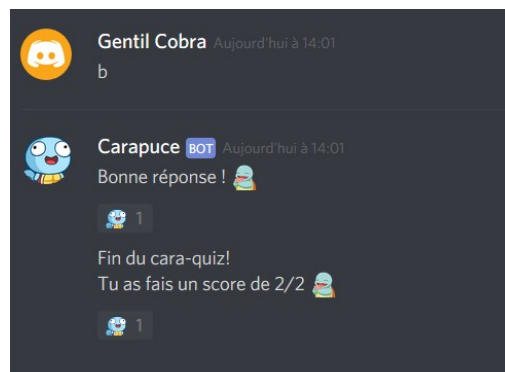 Gentil Cobra Aujourd'hui à 14:01
b
Carapuce BOT Aujourd'hui à 14:01
Bonne réponse !
1
Fin du cara-quiz!
Tu as fais un score de 2/2
1